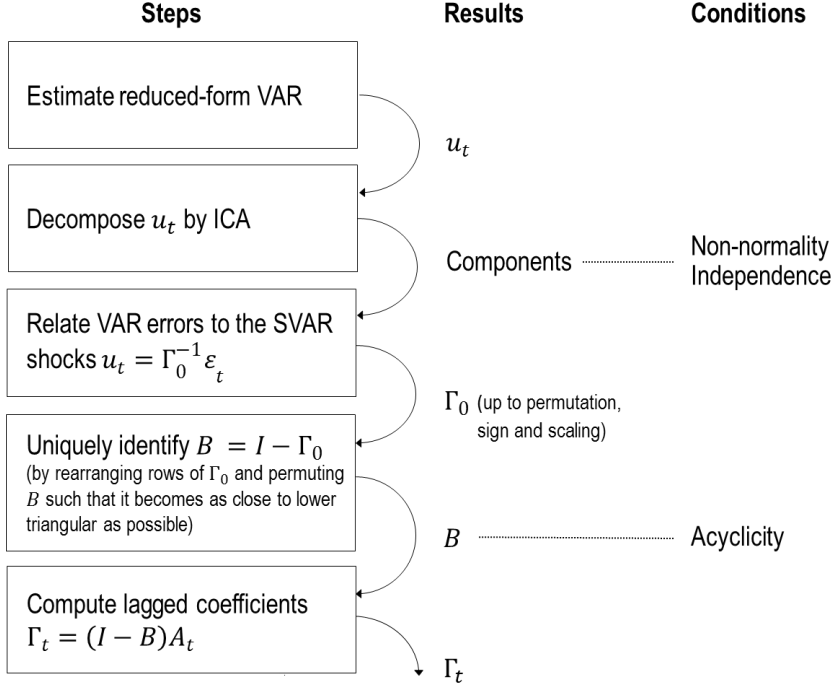 Steps Results Conditions
Estimate reduced-form VAR
u_t
Decompose u_t by ICA
Components
Non-normality
Independence
Relate VAR errors to the SVAR
shocks u_t = Γ_0^{-1} ε_t
Γ_0 (up to permutation,
sign and scaling)
Uniquely identify B = I − Γ_0
(by rearranging rows of Γ_0 and permuting
B such that it becomes as close to lower
triangular as possible)
B
Acyclicity
Compute lagged coefficients
Γ_t = (I − B)A_t
Γ_t